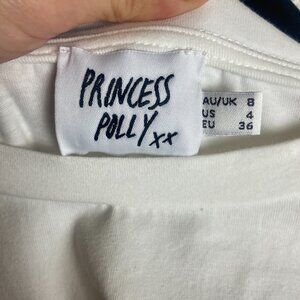 PRINCESS
POLLY xx
AU/UK 8
US 4
EU 36